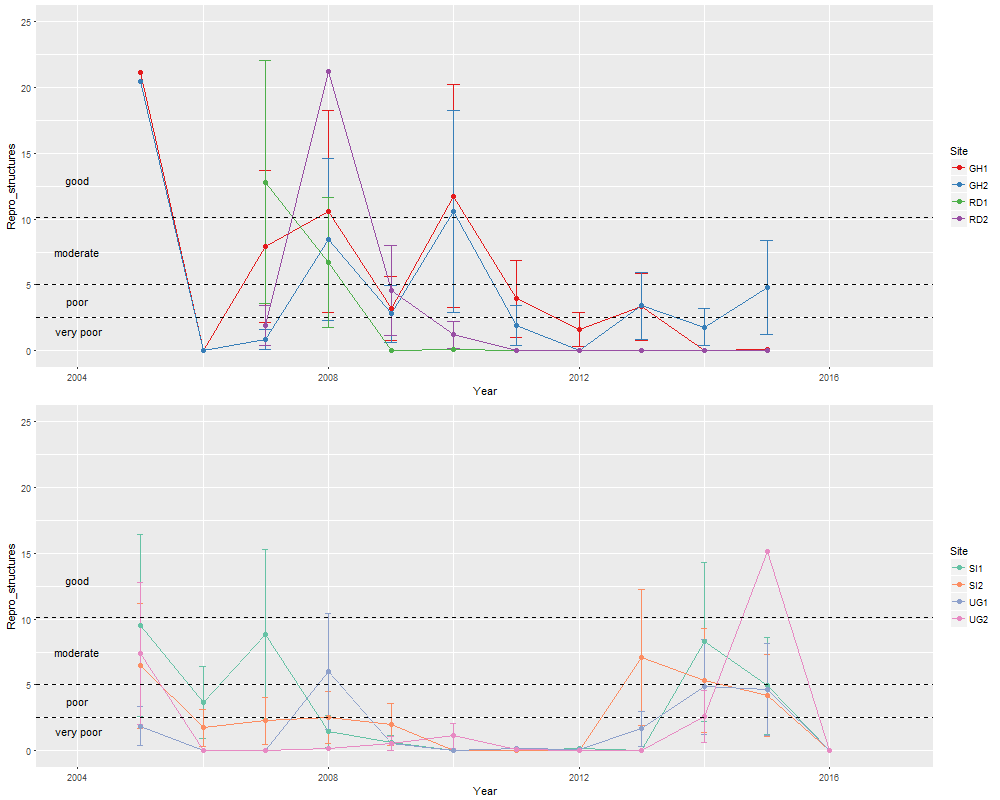 25
20
15
10
5
0
Repro_structures
good
moderate
poor
very poor
2004
2008
2012
2016
Year
Site
GH1
GH2
RD1
RD2
25
20
15
10
5
0
Repro_structures
good
moderate
poor
very poor
2004
2008
2012
2016
Year
Site
SI1
SI2
UG1
UG2